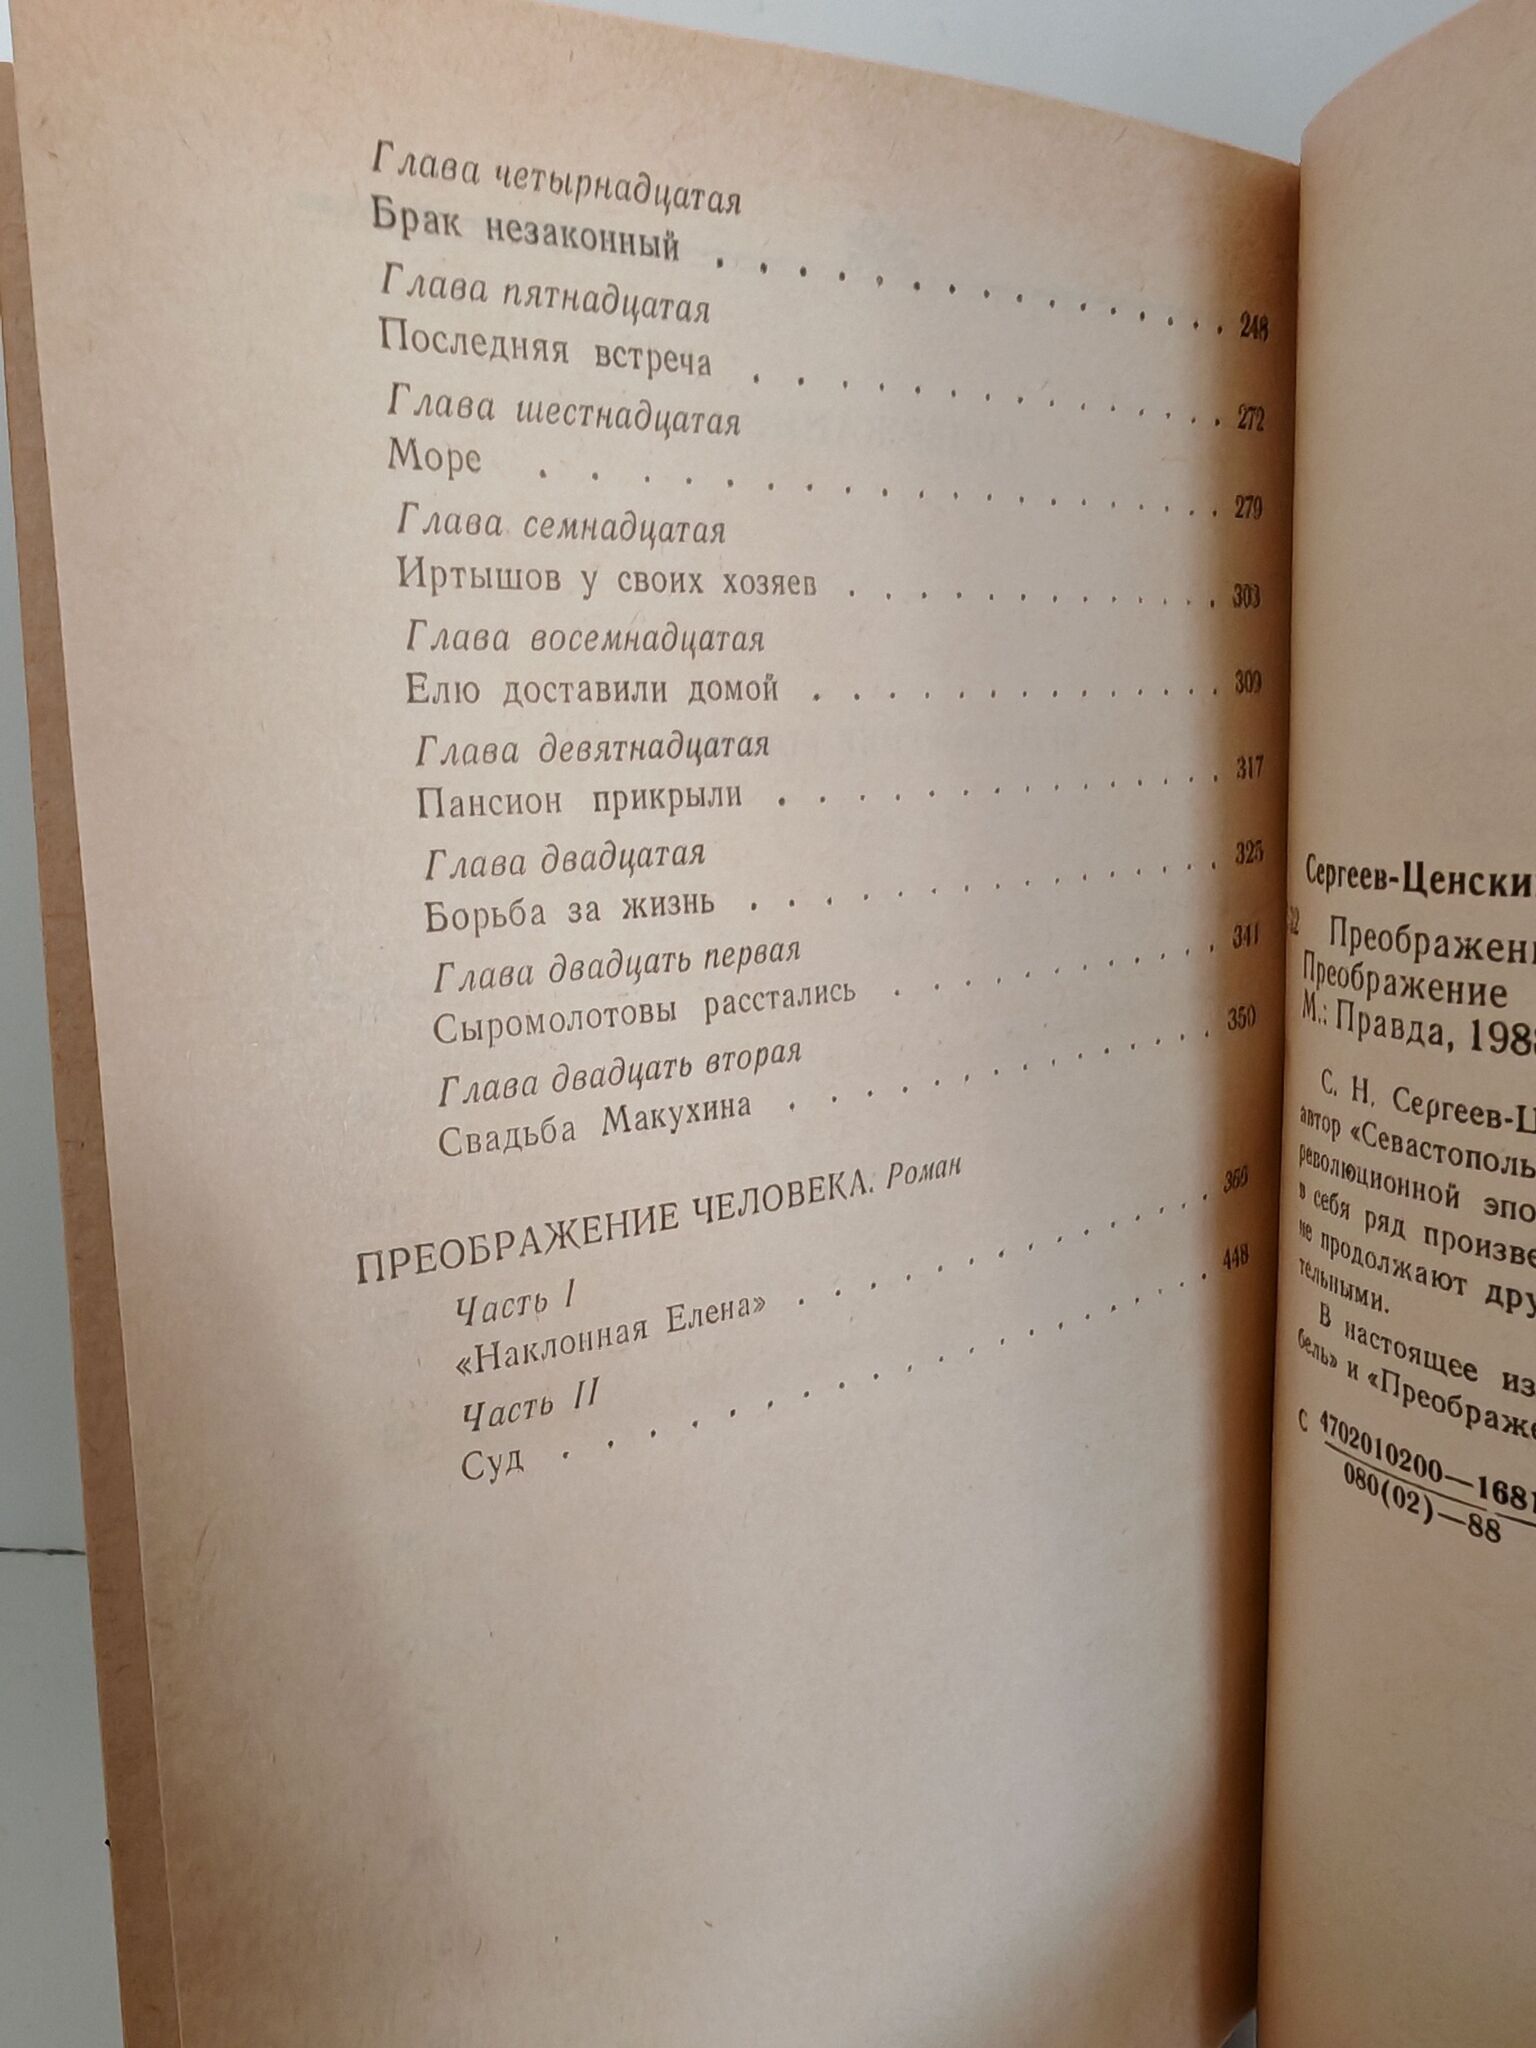 Глава четырнадцатая
Брак незаконный . . . . . . . . . . . . . . 248
Глава пятнадцатая
Последняя встреча . . . . . . . . . . . . . 272
Глава шестнадцатая
Море . . . . . . . . . . . . . . . . . 279
Глава семнадцатая
Иртышов у своих хозяев . . . . . . . . . . . 303
Глава восемнадцатая
Елю доставили домой . . . . . . . . . . . . 309
Глава девятнадцатая
Пансион прикрыли . . . . . . . . . . . . . 317
Глава двадцатая
Борьба за жизнь . . . . . . . . . . . . . 325
Глава двадцать первая
Сыромолотовы расстались . . . . . . . . . . 341
Глава двадцать вторая
Свадьба Макухина . . . . . . . . . . . . . 350
ПРЕОБРАЖЕНИЕ ЧЕЛОВЕКА. Роман
Часть I
«Наклонная Елена» . . . . . . . . . . . . 360
Часть II
Суд . . . . . . . . . . . . . . . . . 448
Сергеев-Ценски
Преображени
Преображение
М.: Правда, 198
С. Н. Сергеев-Ц
автор «Севастополь
революционной эпо
в себя ряд произве
не продолжают дру
тельными.
В настоящее из
бель» и «Преображе
С 4702010200—1681
080(02)—88